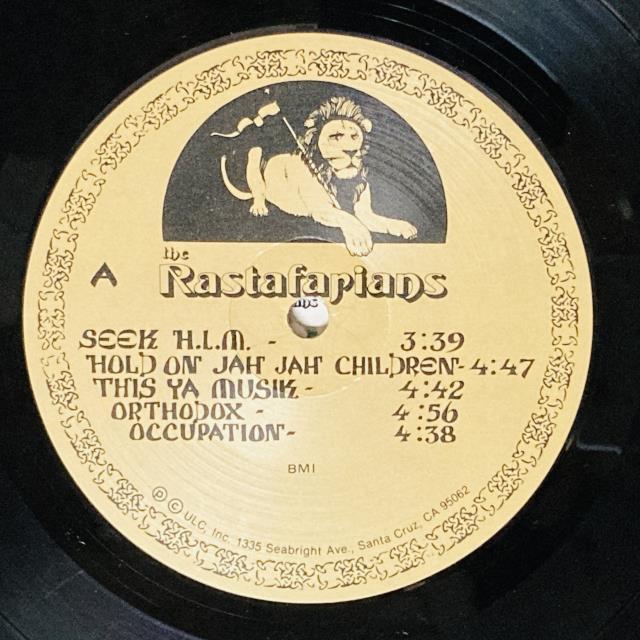 the
Rastafarians
A
SEEK H.I.M. - 3:39
HOLD ON JAH JAH CHILDREN- 4:47
THIS YA MUSIK - 4:42
ORTHODOX - 4:56
OCCUPATION- 4:38
BMI
℗ © ULC, Inc. 1335 Seabright Ave., Santa Cruz, CA 95062